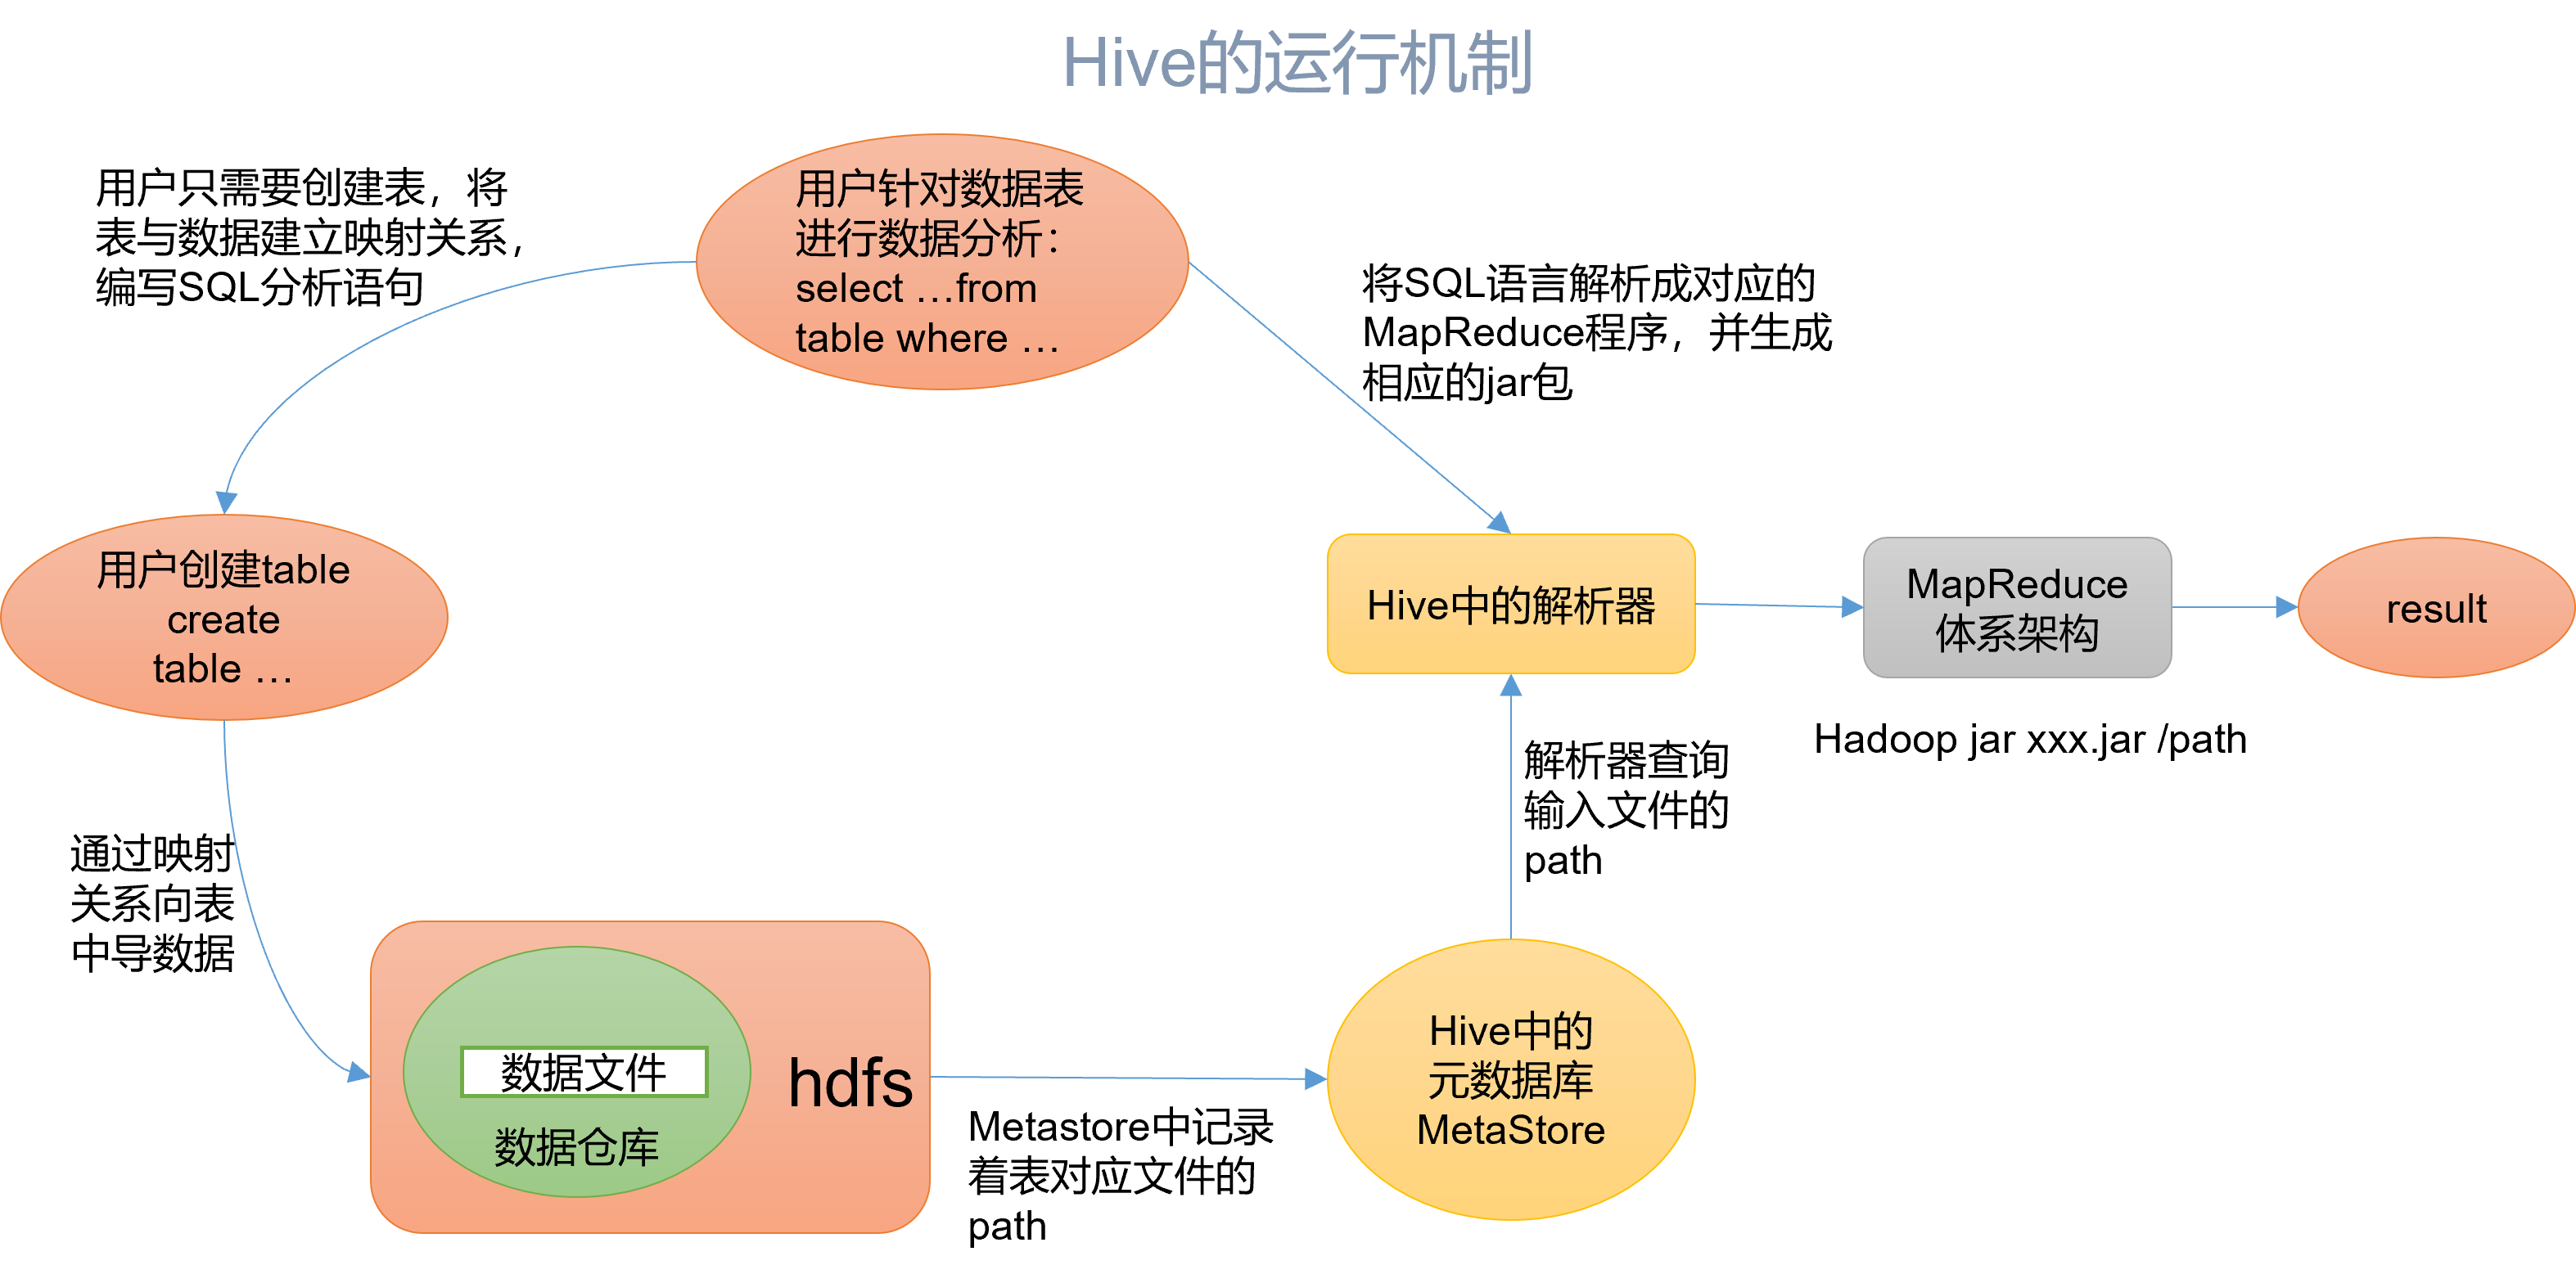 Hive的运行机制
用户只需要创建表，将
表与数据建立映射关系，
编写SQL分析语句
用户针对数据表
进行数据分析：
select …from
table where …
将SQL语言解析成对应的
MapReduce程序，并生成
相应的jar包
用户创建table
create
table …
Hive中的解析器
MapReduce
体系架构
result
Hadoop jar xxx.jar /path
解析器查询
输入文件的
path
通过映射
关系向表
中导数据
数据文件
数据仓库
hdfs
Metastore中记录
着表对应文件的
path
Hive中的
元数据库
MetaStore